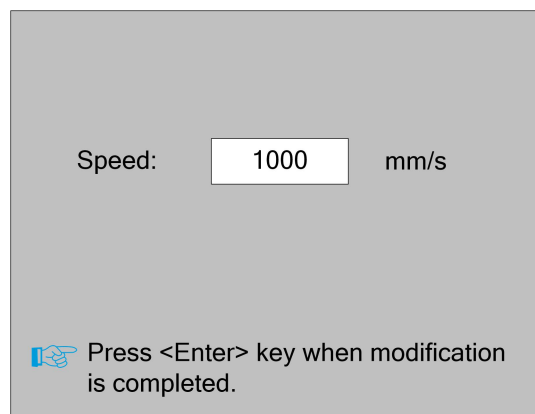 Speed: 1000 mm/s
Press <Enter> key when modification
is completed.